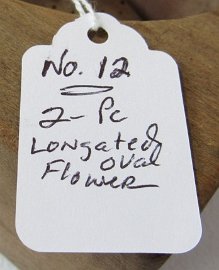 No. 12
2-Pc
Longated
Oval
Flower